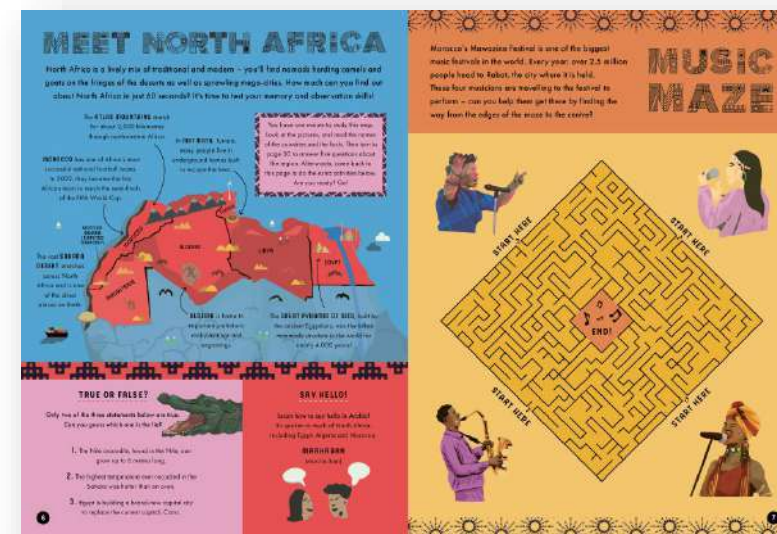 MEET NORTH AFRICA
North Africa is a lively mix of traditional and modern – you'll find nomads herding camels and
goats on the fringes of the deserts as well as sprawling mega-cities. How much can you find out
about North Africa in just 60 seconds? It's time to test your memory and observation skills!
The ATLAS MOUNTAINS stretch
for about 2,500 kilometres
through northwestern Africa.
MOROCCO has one of Africa's most
successful national football teams.
In 2022, they became the first
African team to reach the semi-finals
of the FIFA World Cup.
many people live in
underground homes built
to escape the heat.
You have one minute to study this map.
Look at the pictures, and read the names
of the countries and the facts. Then turn to
page 30 to answer five questions about
the region. Afterwards, come back to
this page to do the extra activities below.
Are you ready? Go!
MOROCCO
ALGERIA
LIBYA
EGYPT
The vast SAHARA
DESERT stretches
across North
Africa and is one
of the driest
places on Earth.
ALGERIA is home to
important prehistoric
rock drawings and
engravings.
The GREAT PYRAMID OF GIZA, built by
the ancient Egyptians, was the tallest
man-made structure in the world for
nearly 4,000 years!
TRUE OR FALSE?
Only two of the three statements below are true.
Can you guess which one is the lie?
1. The Nile crocodile, found in the Nile, can
grow up to 6 metres long.
2. The highest temperature ever recorded in the
Sahara was hotter than an oven.
3. Egypt is building a brand-new capital city
to replace the current capital, Cairo.
SAY HELLO!
Learn how to say hello in Arabic!
It's spoken in much of North Africa,
including Egypt, Algeria and Morocco.
MARHABAN
6
Morocco's Mawazine Festival is one of the biggest
music festivals in the world. Every year, over 2.5 million
people head to Rabat, the city where it is held.
These four musicians are travelling to the festival to
perform – can you help them get there by finding the
way from the edges of the maze to the centre?
MUSIC
MAZE
START HERE
START HERE
END!
START HERE
START HERE
7